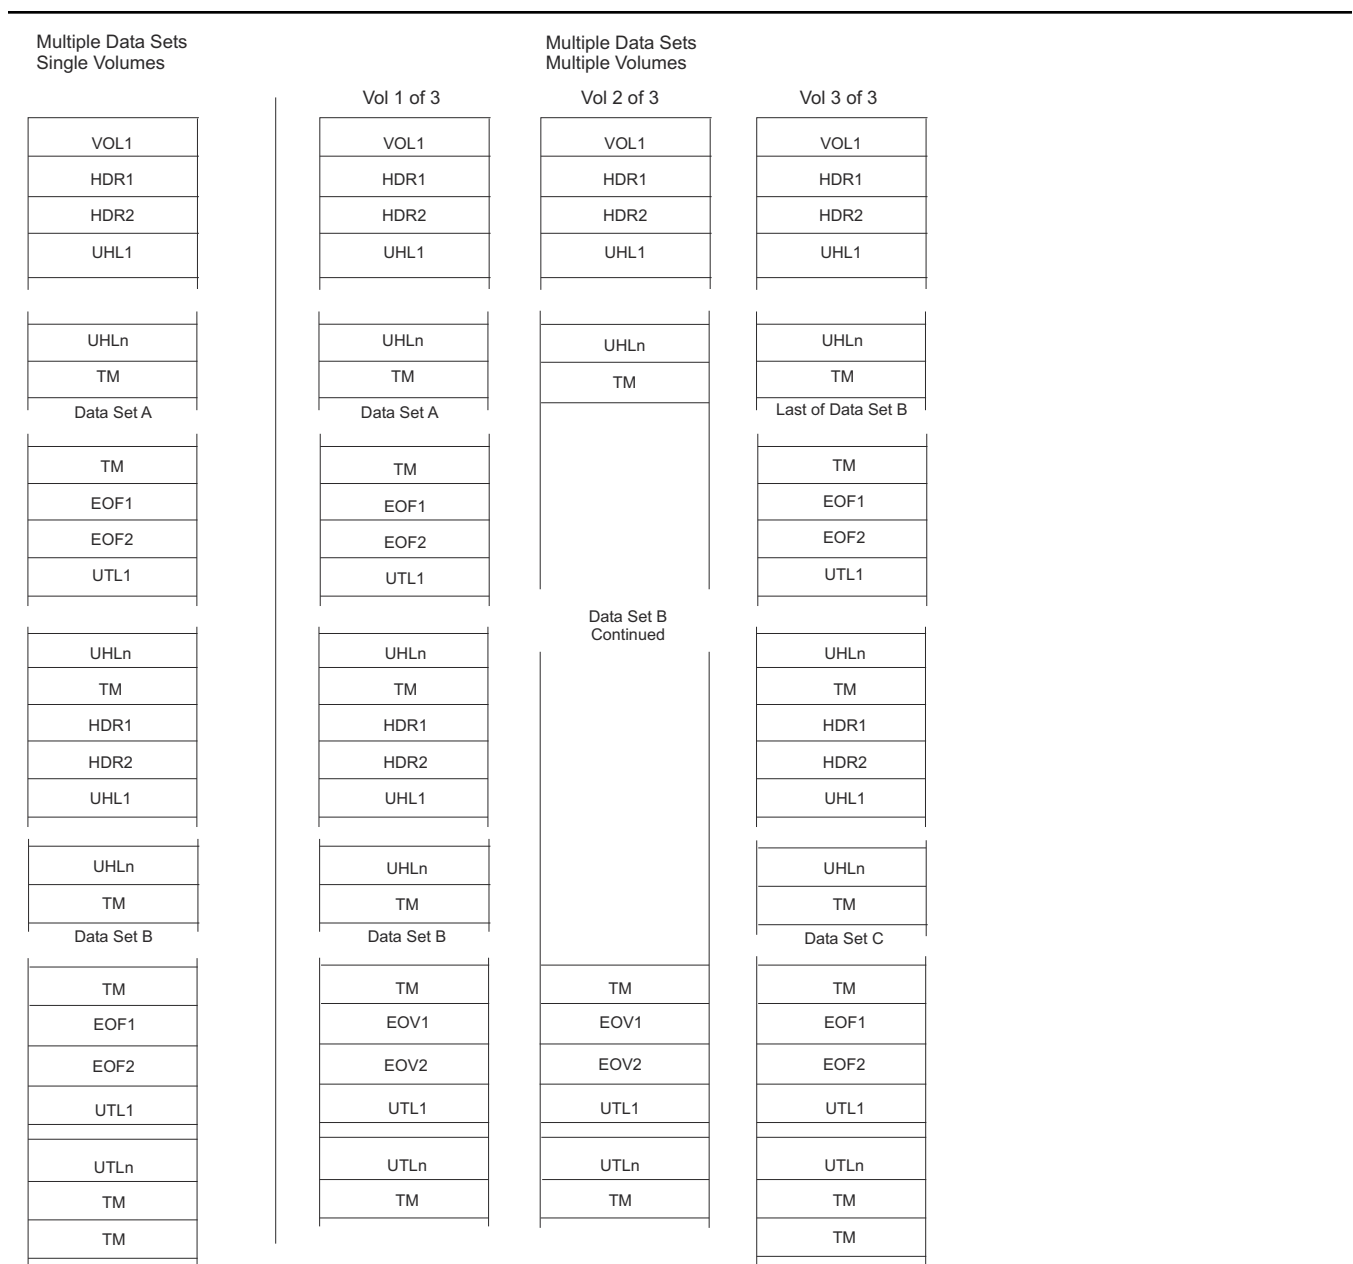 Multiple Data Sets
Single Volumes
VOL1
HDR1
HDR2
UHL1
UHLn
TM
Data Set A
TM
EOF1
EOF2
UTL1
UHLn
TM
HDR1
HDR2
UHL1
UHLn
TM
Data Set B
TM
EOF1
EOF2
UTL1
UTLn
TM
TM
Multiple Data Sets
Multiple Volumes
Vol 1 of 3
VOL1
HDR1
HDR2
UHL1
UHLn
TM
Data Set A
TM
EOF1
EOF2
UTL1
UHLn
TM
HDR1
HDR2
UHL1
UHLn
TM
Data Set B
TM
EOV1
EOV2
UTL1
UTLn
TM
Vol 2 of 3
VOL1
HDR1
HDR2
UHL1
UHLn
TM
Data Set B
Continued
TM
EOV1
EOV2
UTL1
UTLn
TM
Vol 3 of 3
VOL1
HDR1
HDR2
UHL1
UHLn
TM
Last of Data Set B
TM
EOF1
EOF2
UTL1
UHLn
TM
HDR1
HDR2
UHL1
UHLn
TM
Data Set C
TM
EOF1
EOF2
UTL1
UTLn
TM
TM